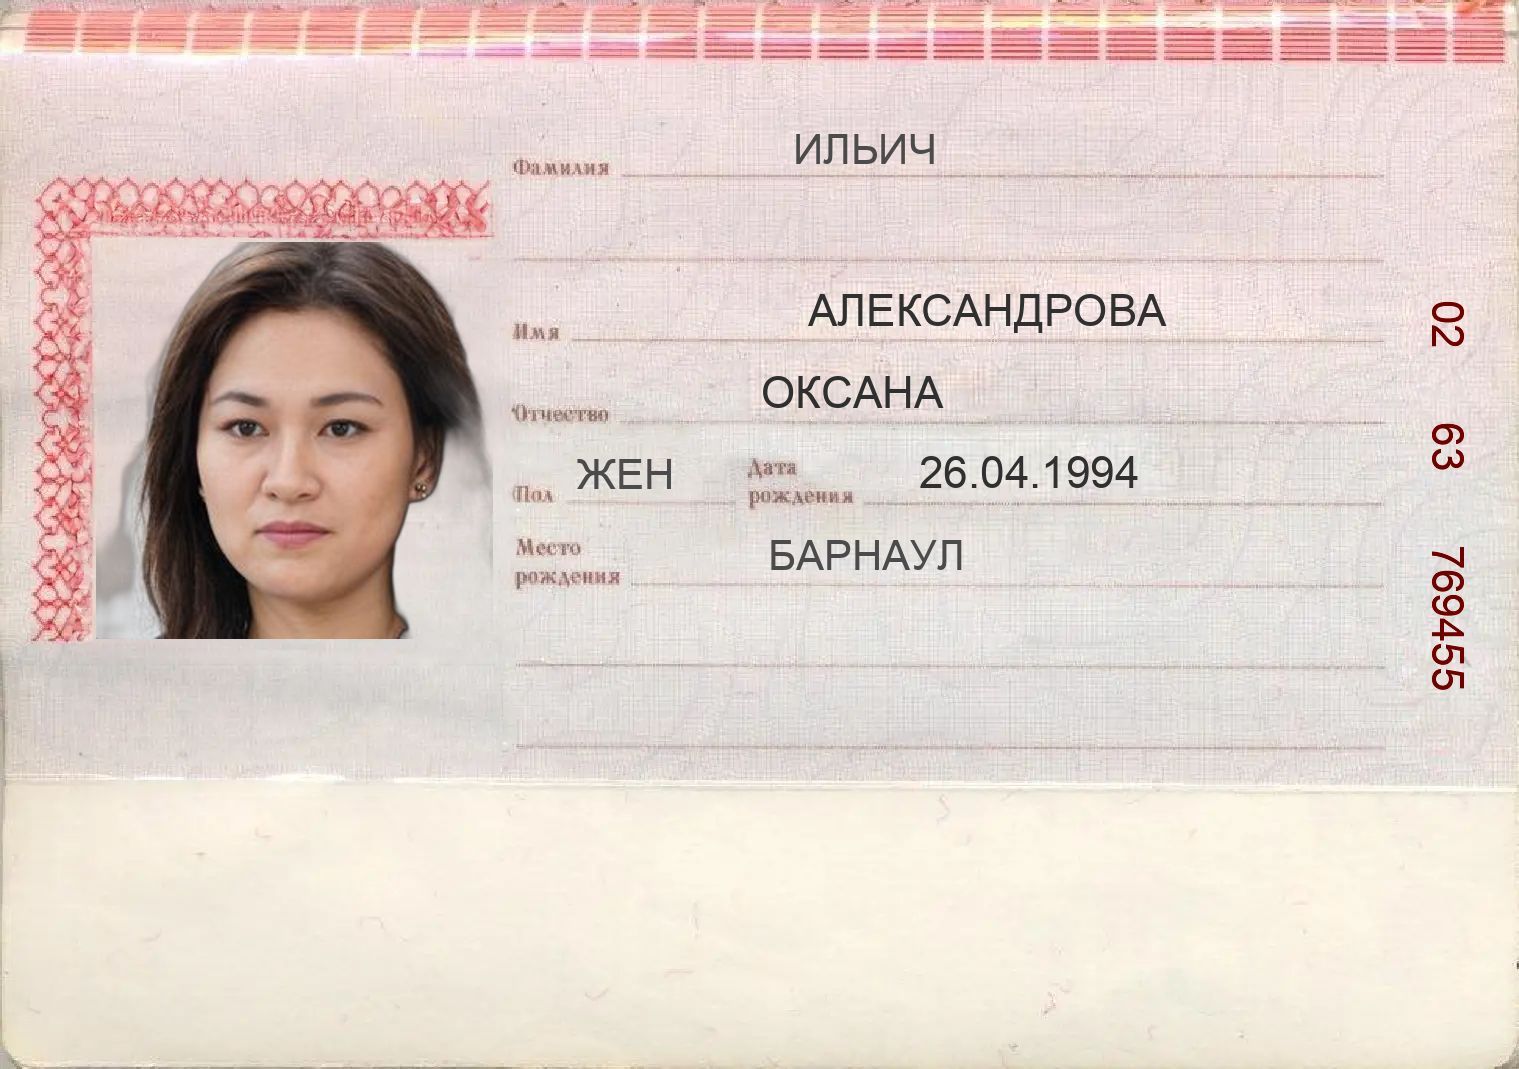 Фамилия ИЛЬИЧ
Имя АЛЕКСАНДРОВА
Отчество ОКСАНА
Пол ЖЕН Дата рождения 26.04.1994
Место рождения БАРНАУЛ
02 63 769455